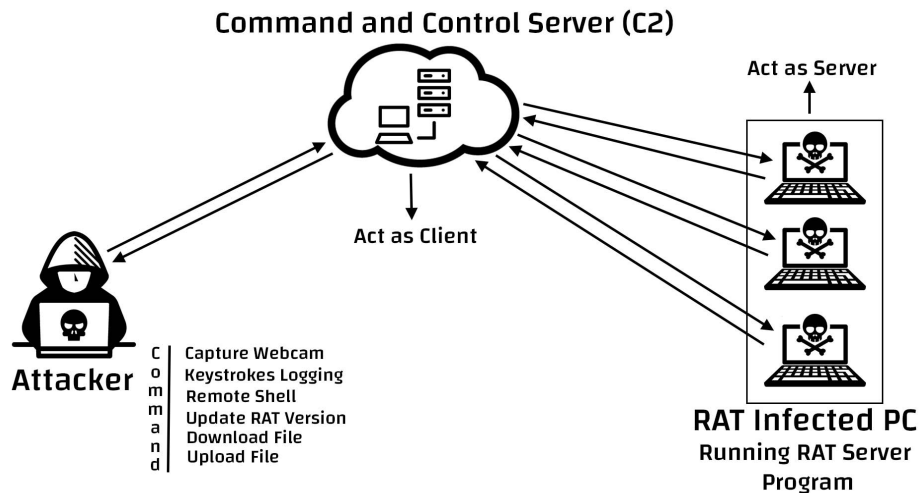 Command and Control Server (C2)
Act as Server
Act as Client
Attacker
Command
Capture Webcam
Keystrokes Logging
Remote Shell
Update RAT Version
Download File
Upload File
RAT Infected PC
Running RAT Server
Program